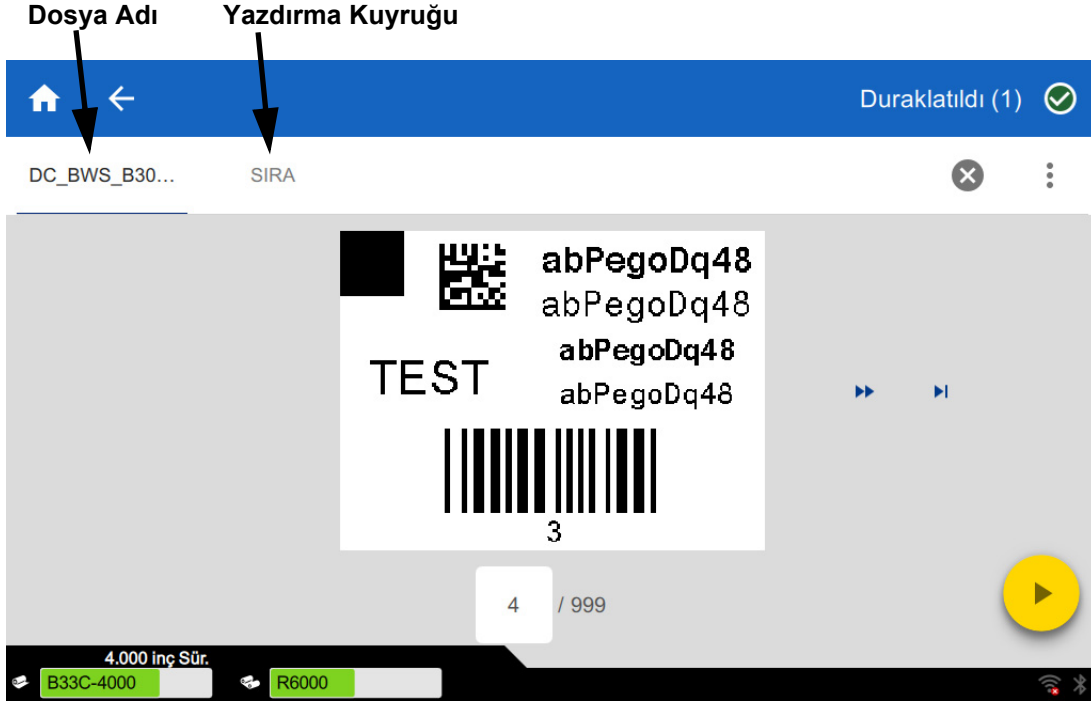 Dosya Adı Yazdırma Kuyruğu
Duraklatıldı (1)
DC_BWS_B30... SIRA
abPegoDq48
abPegoDq48
TEST
abPegoDq48
abPegoDq48
3
4 / 999
4.000 inç Sür.
B33C-4000 R6000